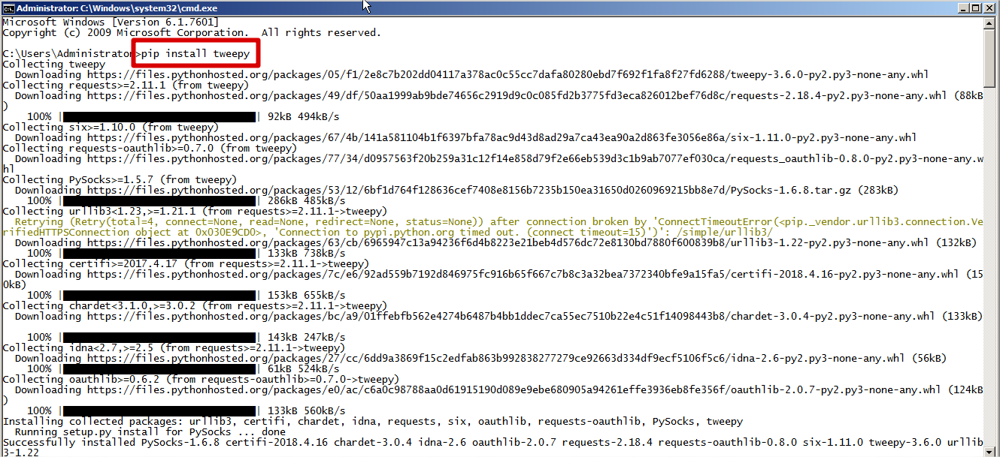 Administrator: C:\Windows\system32\cmd.exe
Microsoft Windows [Version 6.1.7601]
Copyright (c) 2009 Microsoft Corporation.  All rights reserved.
C:\Users\Administrator>pip install tweepy
Collecting tweepy
  Downloading https://files.pythonhosted.org/packages/05/f1/2e8c7b202dd04117a378ac0c55cc7dafa80280ebd7f692f1fa8f27fd6288/tweepy-3.6.0-py2.py3-none-any.whl
Collecting requests>=2.11.1 (from tweepy)
  Downloading https://files.pythonhosted.org/packages/49/df/50aa1999ab9bde74656c2919d9c0c085fd2b3775fd3eca826012bef76d8c/requests-2.18.4-py2.py3-none-any.whl (88kB
)
    100% |████████████████████████████████| 92kB 494kB/s
Collecting six>=1.10.0 (from tweepy)
  Downloading https://files.pythonhosted.org/packages/67/4b/141a581104b1f6397bfa78ac9d43d8ad29a7ca43ea90a2d863fe3056e86a/six-1.11.0-py2.py3-none-any.whl
Collecting requests-oauthlib>=0.7.0 (from tweepy)
  Downloading https://files.pythonhosted.org/packages/77/34/d0957563f20b259a31c12f14e858d79f2e66eb539d3c1b9ab7077ef030ca/requests_oauthlib-0.8.0-py2.py3-none-any.w
hl
Collecting PySocks>=1.5.7 (from tweepy)
  Downloading https://files.pythonhosted.org/packages/53/12/6bf1d764f128636cef7408e8156b7235b150ea31650d0260969215bb8e7d/PySocks-1.6.8.tar.gz (283kB)
    100% |████████████████████████████████| 286kB 485kB/s
Collecting urllib3<1.23,>=1.21.1 (from requests>=2.11.1->tweepy)
  Retrying (Retry(total=4, connect=None, read=None, redirect=None, status=None)) after connection broken by 'ConnectTimeoutError(<pip._vendor.urllib3.connection.Ve
rifiedHTTPSConnection object at 0x030E9CD0>, 'Connection to pypi.python.org timed out. (connect timeout=15)')': /simple/urllib3/
  Downloading https://files.pythonhosted.org/packages/63/cb/6965947c13a94236f6d4b8223e21beb4d576dc72e8130bd7880f600839b8/urllib3-1.22-py2.py3-none-any.whl (132kB)
    100% |████████████████████████████████| 133kB 738kB/s
Collecting certifi>=2017.4.17 (from requests>=2.11.1->tweepy)
  Downloading https://files.pythonhosted.org/packages/7c/e6/92ad559b7192d846975fc916b65f667c7b8c3a32bea7372340bfe9a15fa5/certifi-2018.4.16-py2.py3-none-any.whl (15
0kB)
    100% |████████████████████████████████| 153kB 655kB/s
Collecting chardet<3.1.0,>=3.0.2 (from requests>=2.11.1->tweepy)
  Downloading https://files.pythonhosted.org/packages/bc/a9/01ffebfb562e4274b6487b4bb1ddec7ca55ec7510b22e4c51f14098443b8/chardet-3.0.4-py2.py3-none-any.whl (133kB)
    100% |████████████████████████████████| 143kB 247kB/s
Collecting idna<2.7,>=2.5 (from requests>=2.11.1->tweepy)
  Downloading https://files.pythonhosted.org/packages/27/cc/6dd9a3869f15c2edfab863b992838277279ce92663d334df9ecf5106f5c6/idna-2.6-py2.py3-none-any.whl (56kB)
    100% |████████████████████████████████| 61kB 524kB/s
Collecting oauthlib>=0.6.2 (from requests-oauthlib>=0.7.0->tweepy)
  Downloading https://files.pythonhosted.org/packages/e0/ac/c6a0c98788aa0d61915190d089e9ebe680905a94261effe3936eb8fe356f/oauthlib-2.0.7-py2.py3-none-any.whl (124kB
)
    100% |████████████████████████████████| 133kB 560kB/s
Installing collected packages: urllib3, certifi, chardet, idna, requests, six, oauthlib, requests-oauthlib, PySocks, tweepy
  Running setup.py install for PySocks ... done
Successfully installed PySocks-1.6.8 certifi-2018.4.16 chardet-3.0.4 idna-2.6 oauthlib-2.0.7 requests-2.18.4 requests-oauthlib-0.8.0 six-1.11.0 tweepy-3.6.0 urllib
3-1.22